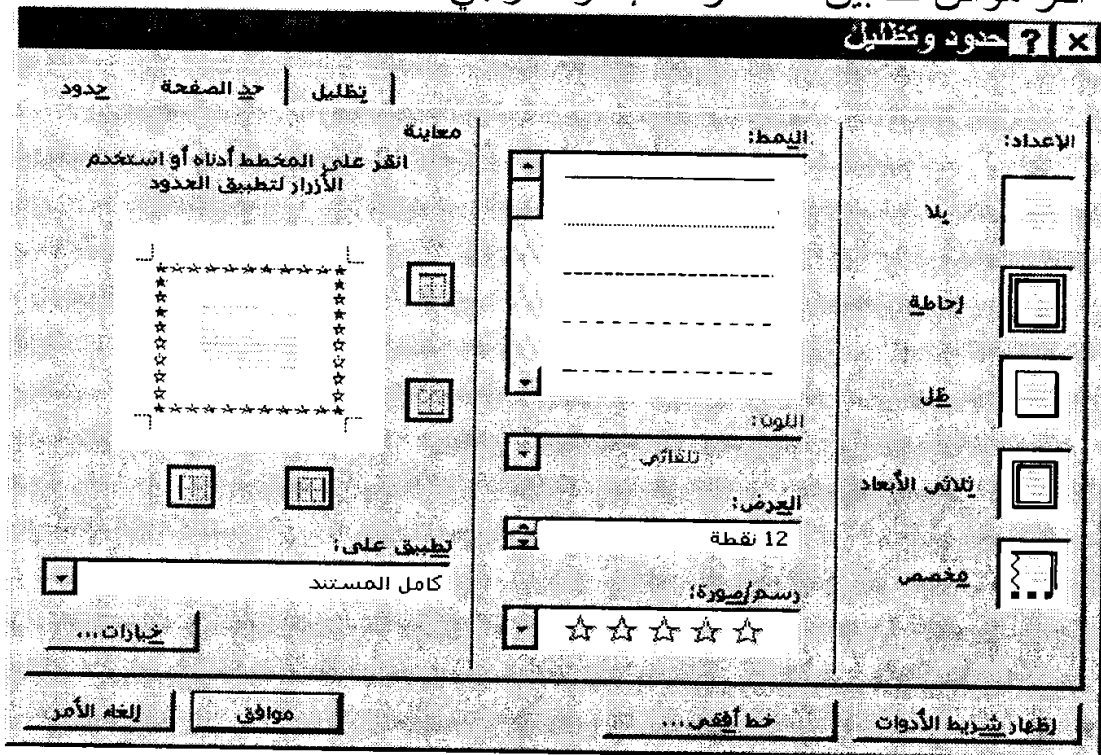 حدود وتظليل
حدود
حد الصفحة
تظليل
الإعداد:
بلا
إحاطة
ظل
ثلاثي الأبعاد
مخصص
النمط:
اللون:
تلقائي
العرض:
12 نقطة
رسم/صورة:
معاينة
انقر على المخطط أدناه أو استخدم
الأزرار لتطبيق الحدود
تطبيق على:
كامل المستند
خيارات...
إظهار شريط الأدوات
خط أفقي...
موافق
إلغاء الأمر